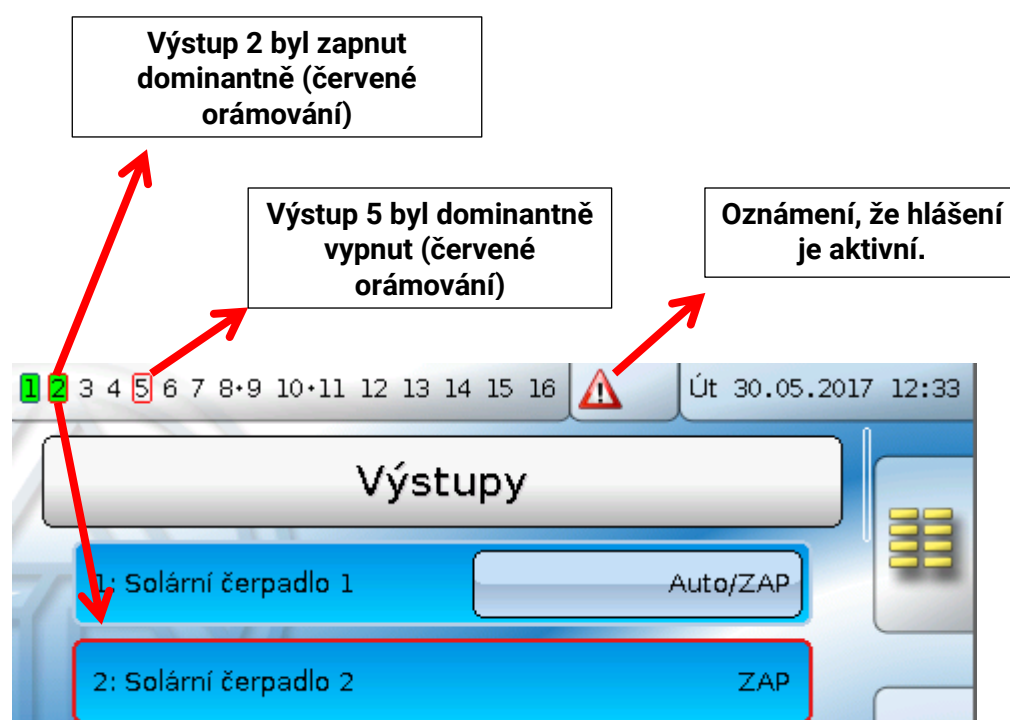 Výstup 2 byl zapnut
dominantně (červené
orámování)
Výstup 5 byl dominantně
vypnut (červené
orámování)
Oznámení, že hlášení
je aktivní.
1 2 3 4 5 6 7 8·9 10·11 12 13 14 15 16 Út 30.05.2017 12:33
Výstupy
1: Solární čerpadlo 1 Auto/ZAP
2: Solární čerpadlo 2 ZAP